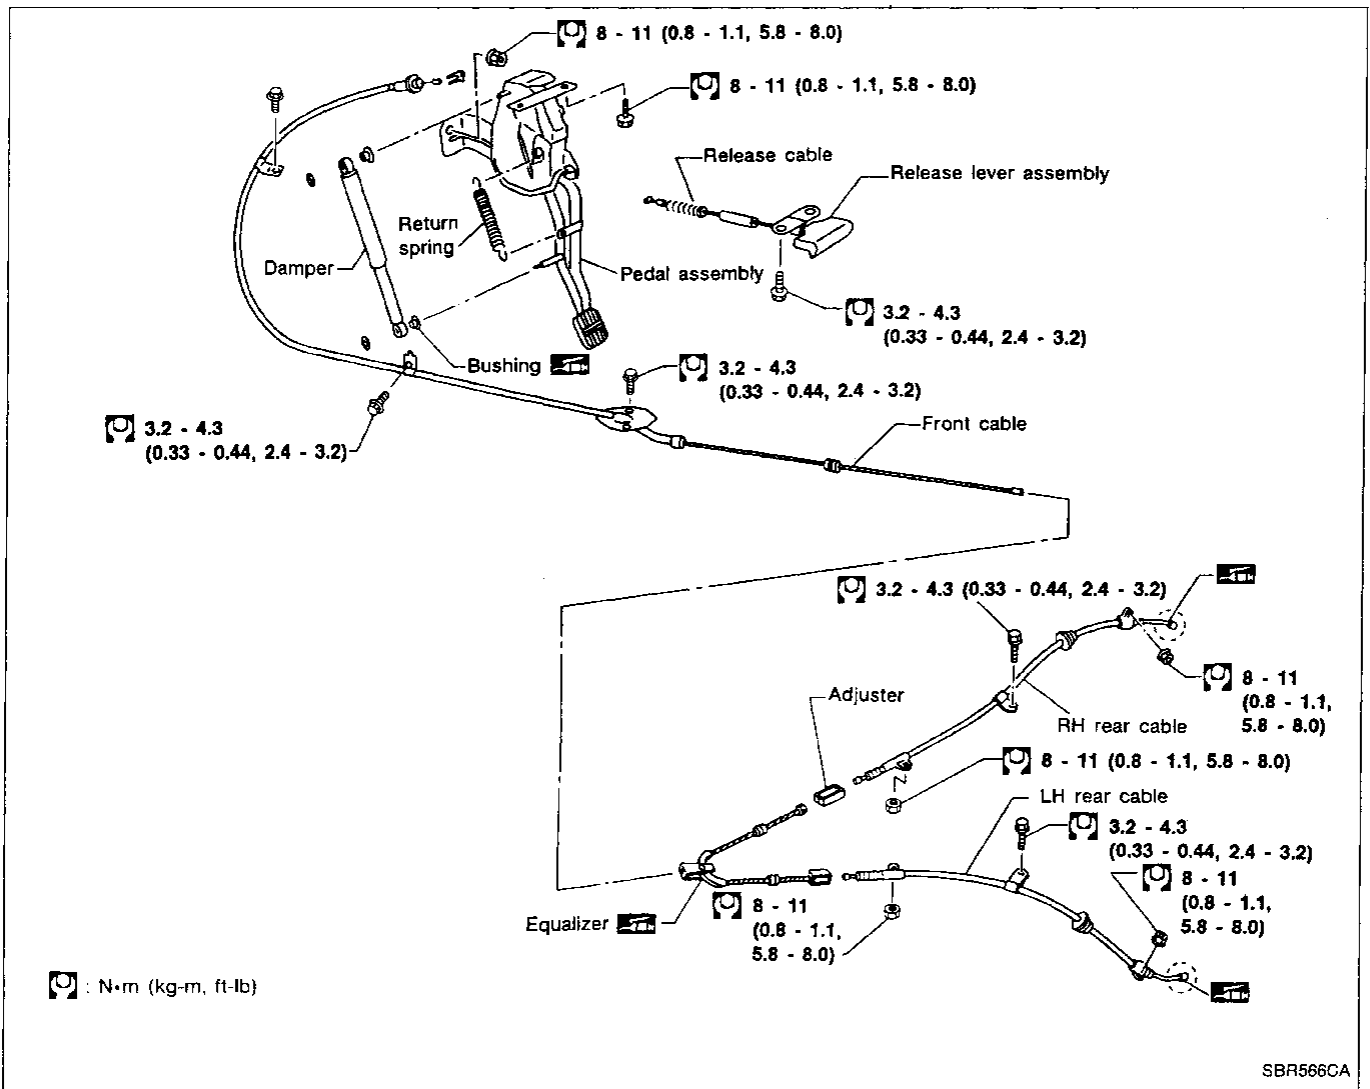 8 - 11 (0.8 - 1.1, 5.8 - 8.0)
8 - 11 (0.8 - 1.1, 5.8 - 8.0)
Release cable
Release lever assembly
Return
spring
Damper
Pedal assembly
3.2 - 4.3
(0.33 - 0.44, 2.4 - 3.2)
Bushing
3.2 - 4.3
(0.33 - 0.44, 2.4 - 3.2)
3.2 - 4.3
(0.33 - 0.44, 2.4 - 3.2)
Front cable
3.2 - 4.3 (0.33 - 0.44, 2.4 - 3.2)
8 - 11
(0.8 - 1.1,
5.8 - 8.0)
Adjuster
RH rear cable
8 - 11 (0.8 - 1.1, 5.8 - 8.0)
LH rear cable
3.2 - 4.3
(0.33 - 0.44, 2.4 - 3.2)
8 - 11
(0.8 - 1.1,
5.8 - 8.0)
Equalizer
8 - 11
(0.8 - 1.1,
5.8 - 8.0)
: N•m (kg-m, ft-lb)
SBR566CA